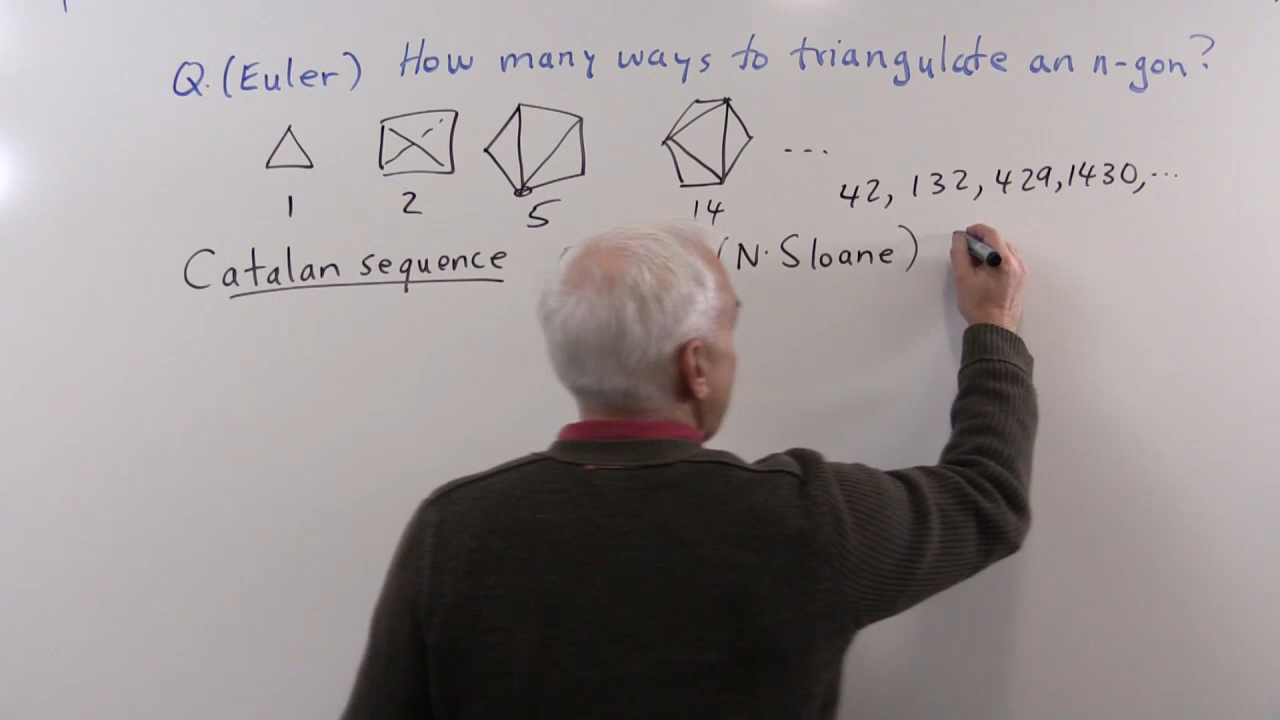 Q. (Euler) How many ways to triangulate an n-gon?
1 2 5 14 ...
42, 132, 429, 1430, ...
Catalan sequence (N. Sloane)